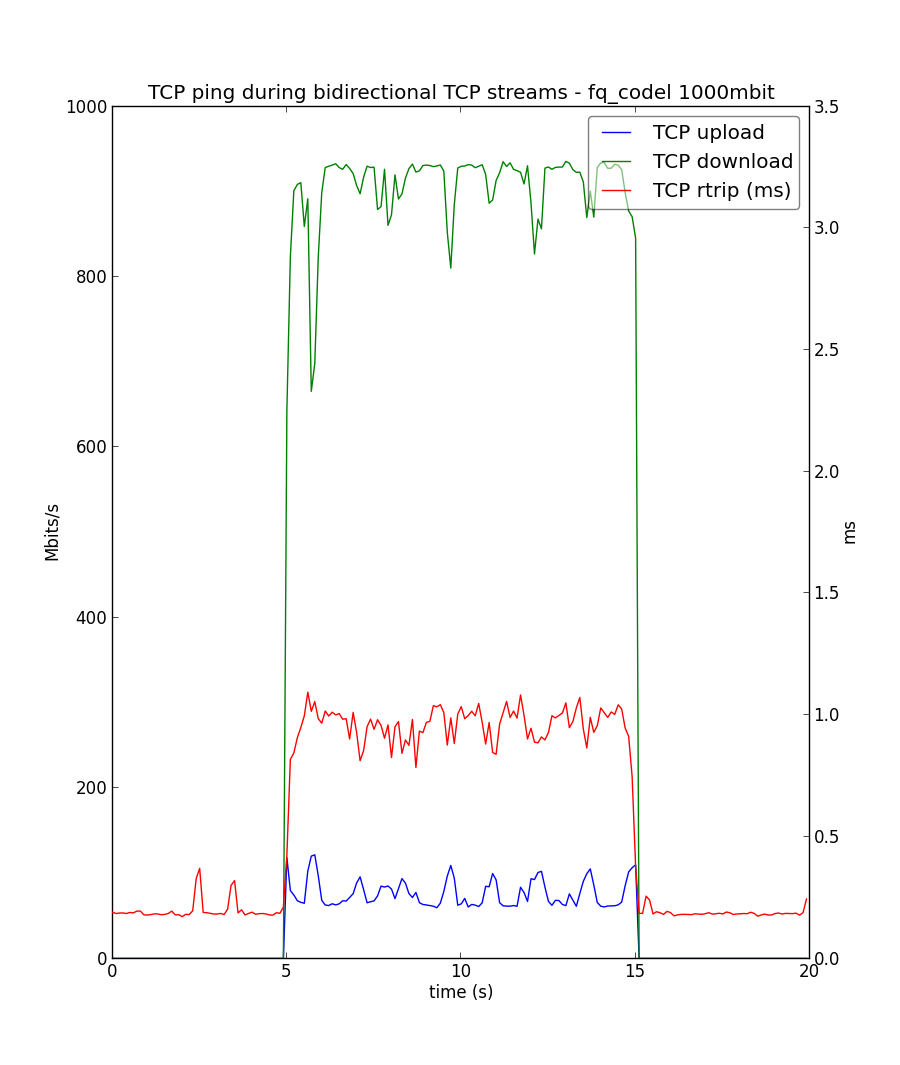 TCP ping during bidirectional TCP streams - fq_codel 1000mbit
1000
800
600
400
200
0
Mbits/s
3.5
3.0
2.5
2.0
1.5
1.0
0.5
0.0
ms
TCP upload
TCP download
TCP rtrip (ms)
0 5 10 15 20
time (s)